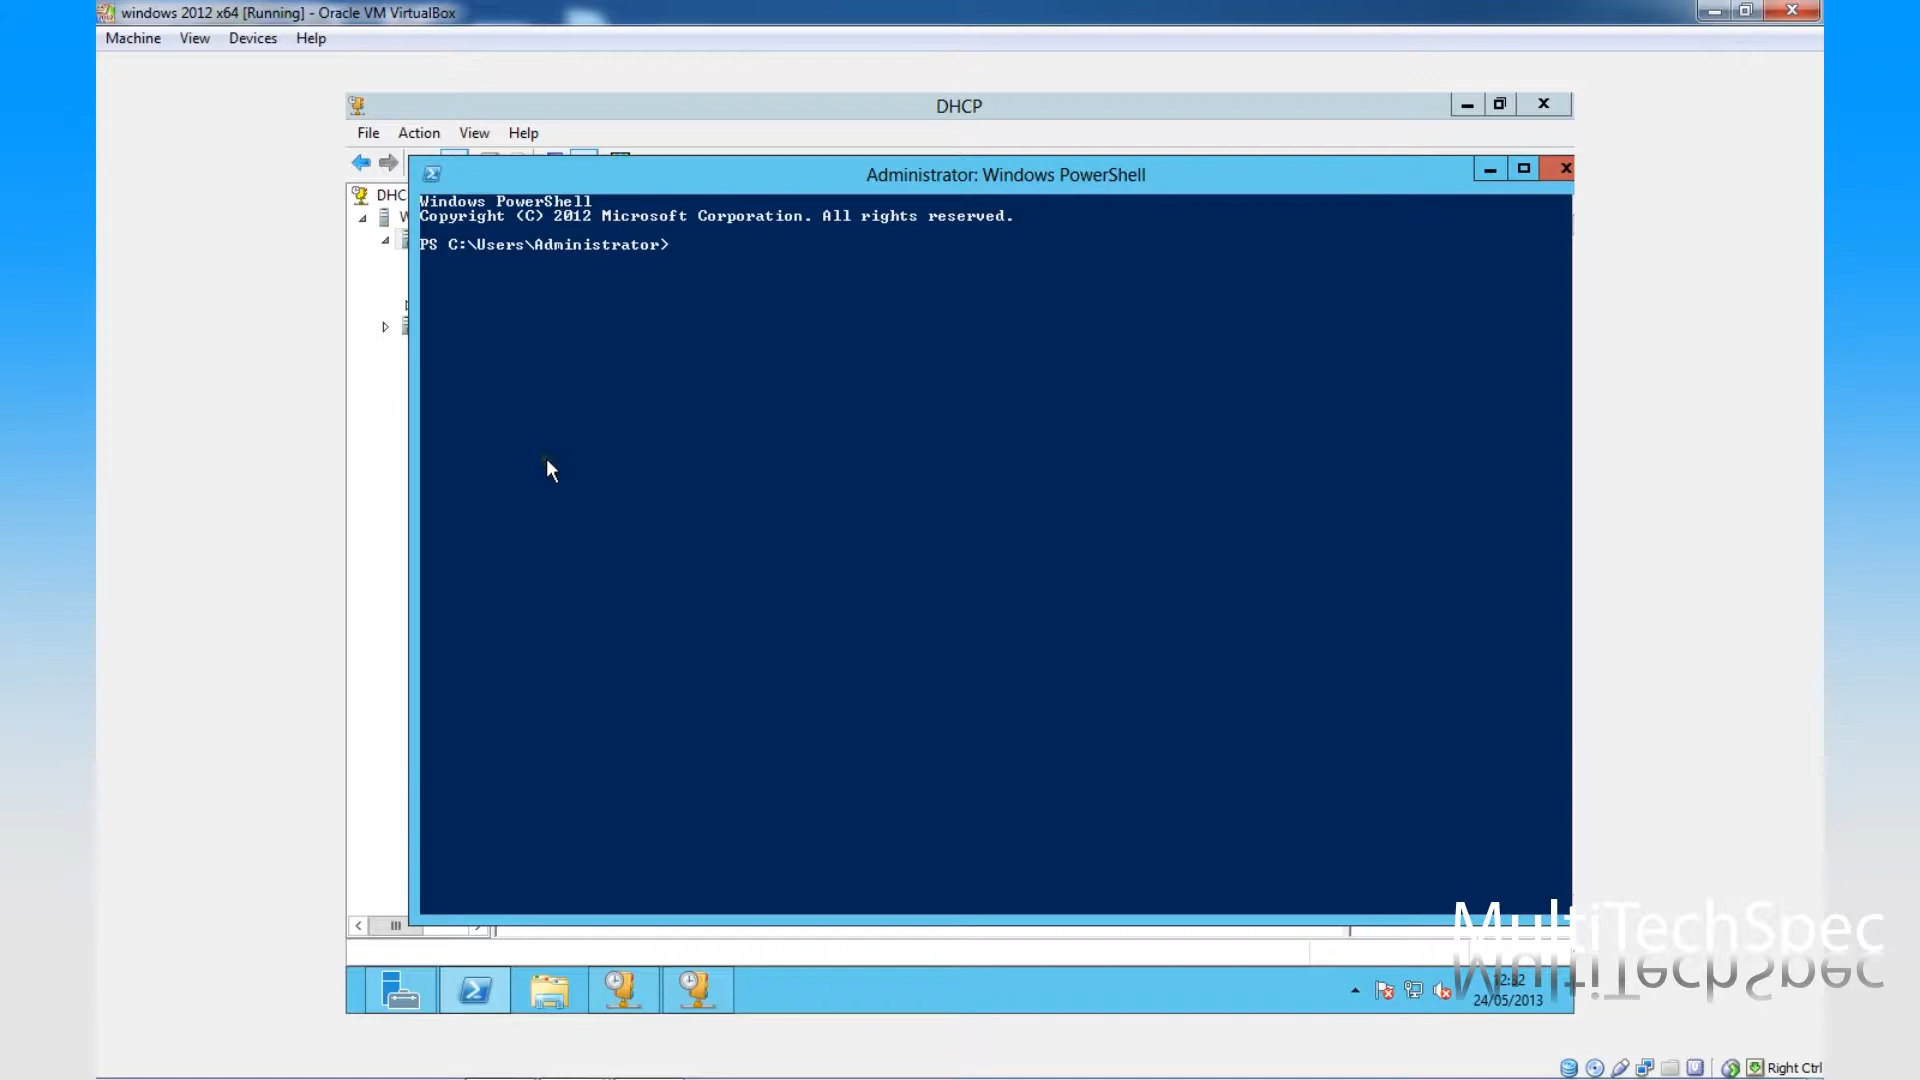 windows 2012 x64 [Running] - Oracle VM VirtualBox
Machine View Devices Help
DHCP
File Action View Help
Administrator: Windows PowerShell
DHC
Windows PowerShell
Copyright (C) 2012 Microsoft Corporation. All rights reserved.
PS C:\Users\Administrator>
MultiTechSpec
12:32
24/05/2013
Right Ctrl